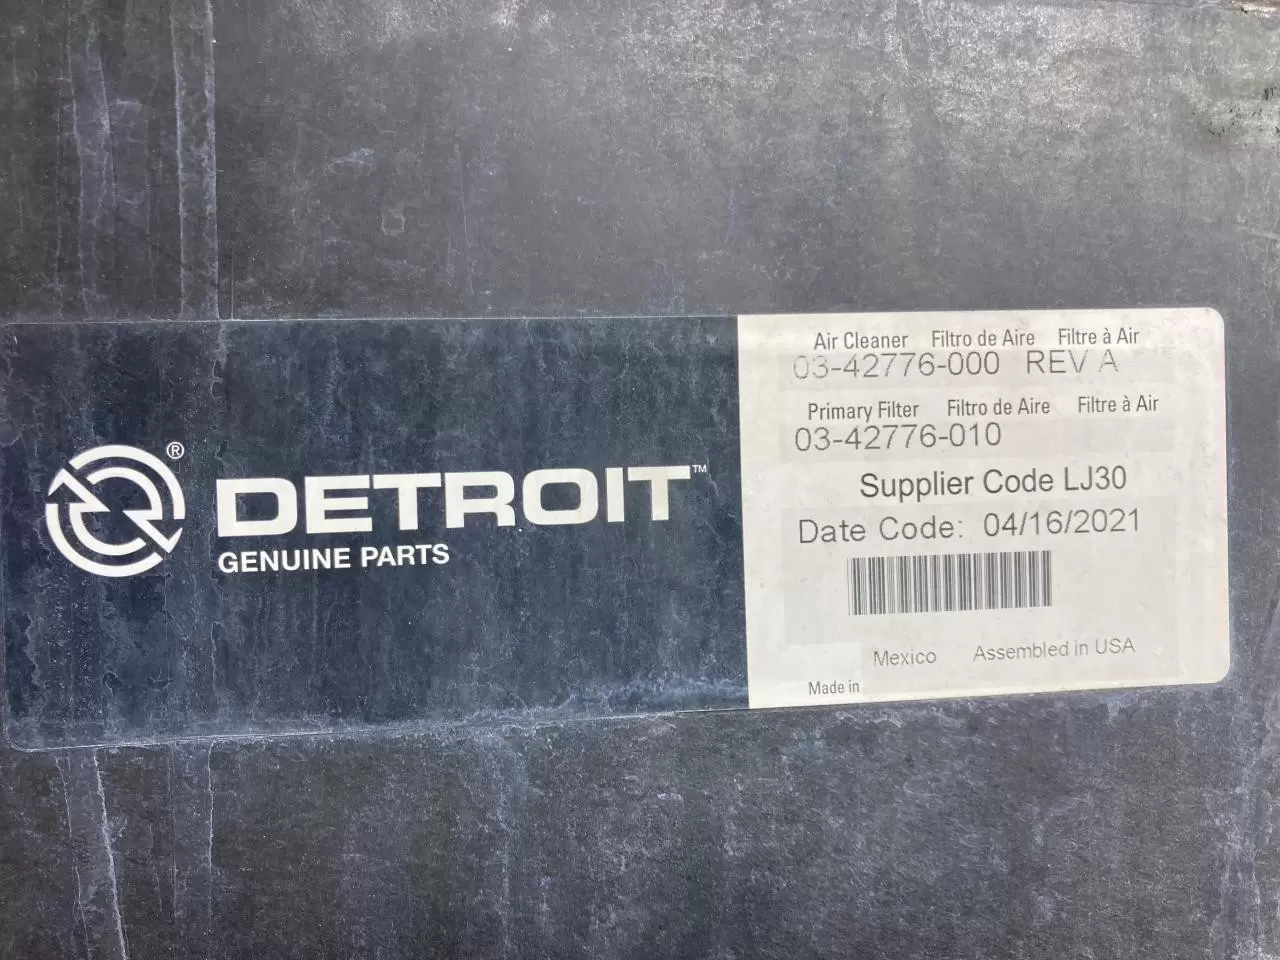 ®
DETROIT™
GENUINE PARTS
Air Cleaner Filtro de Aire Filtre à Air
03-42776-000 REV A
Primary Filter Filtro de Aire Filtre à Air
03-42776-010
Supplier Code LJ30
Date Code: 04/16/2021
Mexico Assembled in USA
Made in